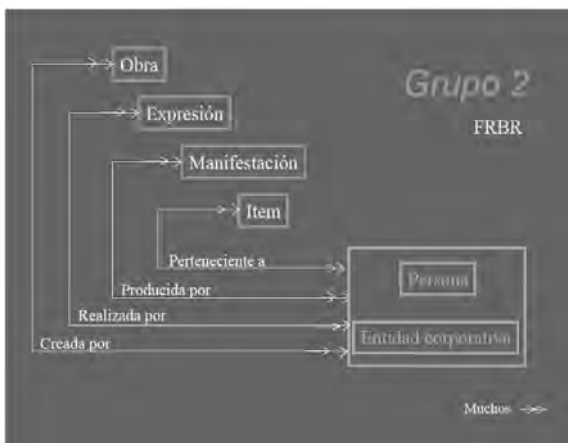 Obra
Grupo 2
Expresión
FRBR
Manifestación
Item
Perteneciente a
Persona
Producida por
Realizada por
Entidad corporativa
Creada por
Muchos